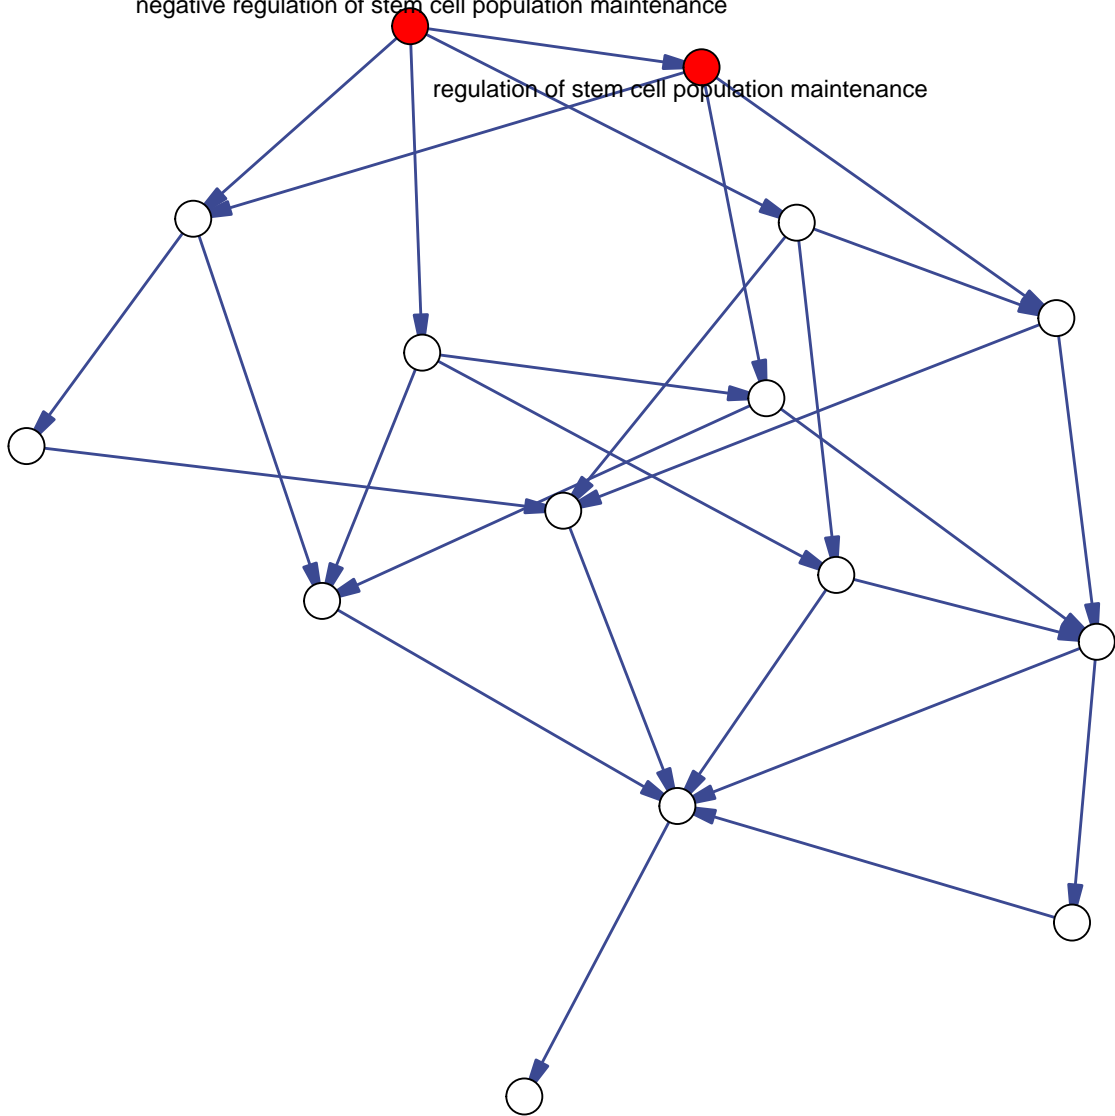 negative regulation of stem cell population maintenance
regulation of stem cell population maintenance